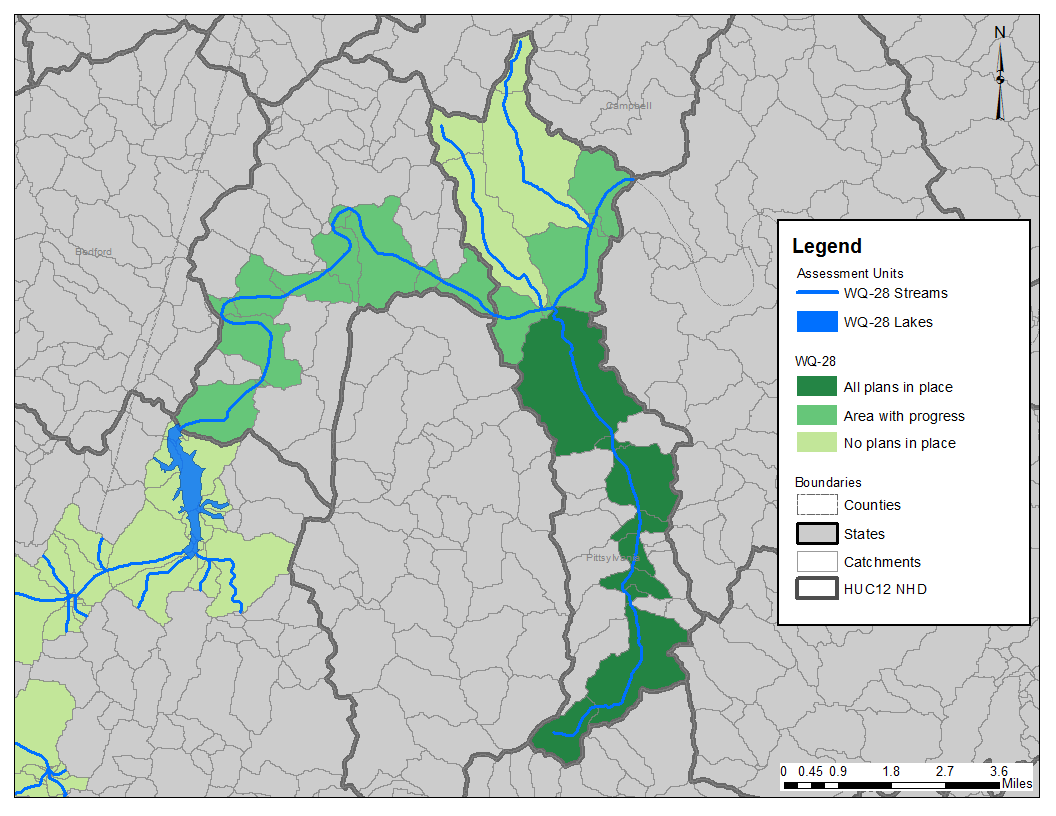 N
Campbell
Bedford
Pittsylvania
Legend
Assessment Units
WQ-28 Streams
WQ-28 Lakes
WQ-28
All plans in place
Area with progress
No plans in place
Boundaries
Counties
States
Catchments
HUC12 NHD
0 0.45 0.9 1.8 2.7 3.6
Miles